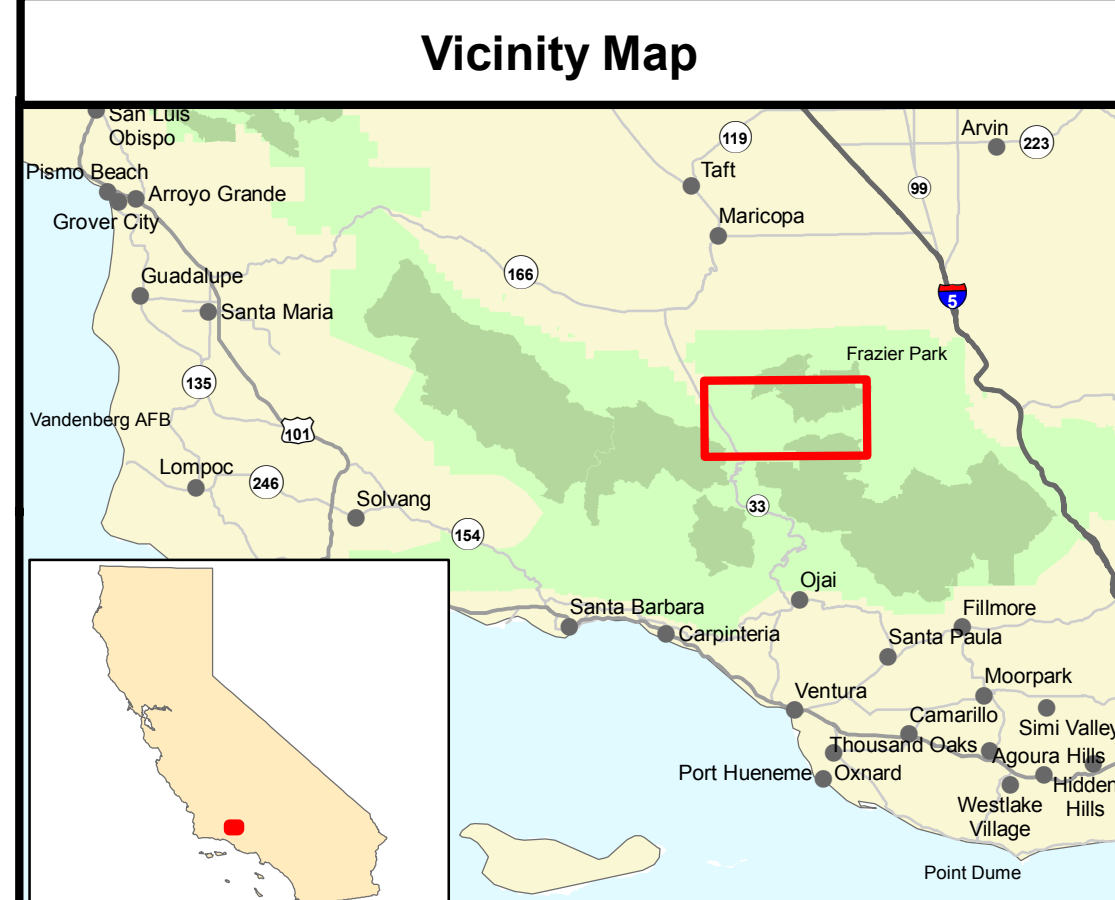 Vicinity Map
San Luis
Obispo
119
Arvin
223
Pismo Beach
Taft
99
Arroyo Grande
Maricopa
Grover City
166
Guadalupe
5
Santa Maria
Frazier Park
135
Vandenberg AFB
101
Lompoc
246
Solvang
33
154
Ojai
Santa Barbara
Fillmore
Carpinteria
Santa Paula
Moorpark
Ventura
Camarillo
Simi Valley
Thousand Oaks
Agoura Hills
Port Hueneme
Oxnard
Hidden
Hills
Westlake
Village
Point Dume